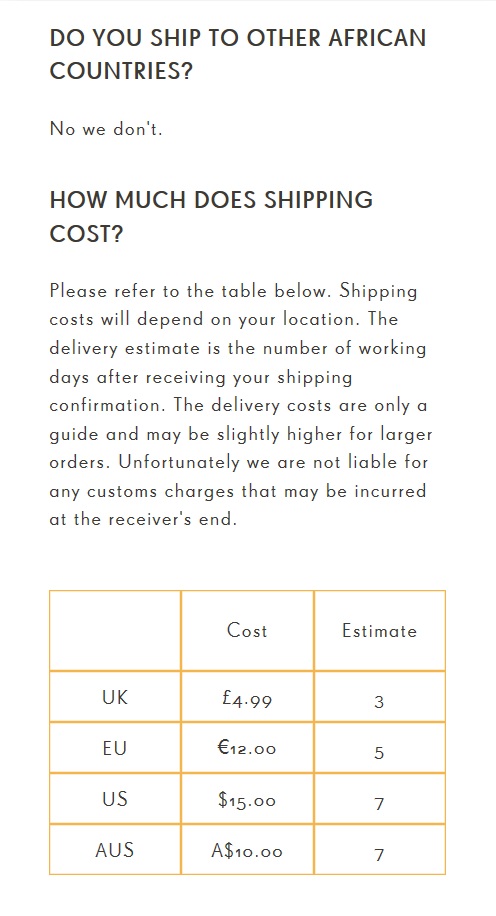 DO YOU SHIP TO OTHER AFRICAN
COUNTRIES?
No we don't.
HOW MUCH DOES SHIPPING
COST?
Please refer to the table below. Shipping
costs will depend on your location. The
delivery estimate is the number of working
days after receiving your shipping
confirmation. The delivery costs are only a
guide and may be slightly higher for larger
orders. Unfortunately we are not liable for
any customs charges that may be incurred
at the receiver's end.
Cost Estimate
UK £4.99 3
EU €12.00 5
US $15.00 7
AUS A$10.00 7